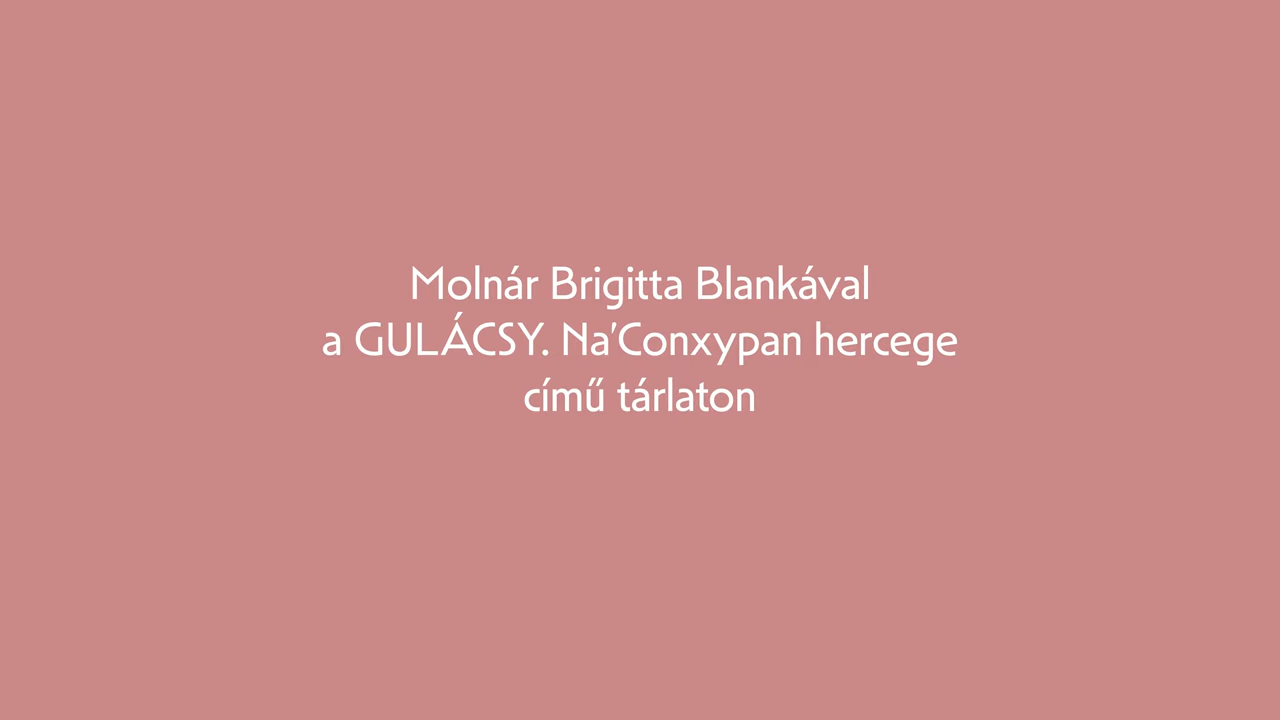 Molnár Brigitta Blankával
a GULÁCSY. Na'Conxypan hercege
című tárlaton